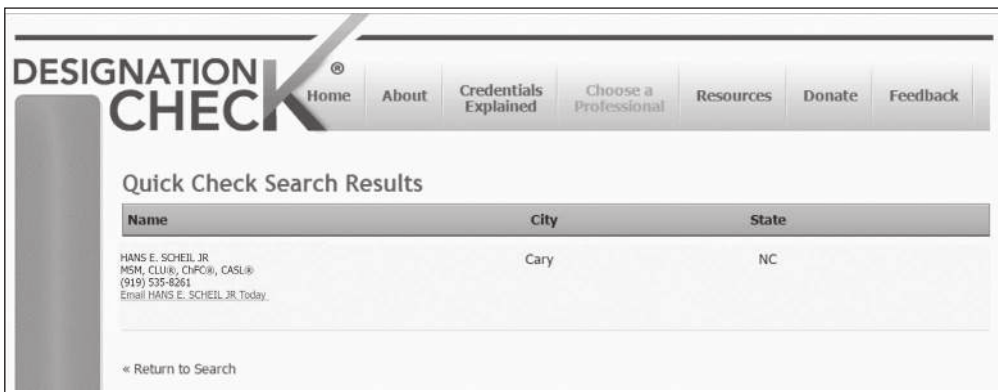 DESIGNATION
CHECK®
Home About Credentials Explained Choose a Professional Resources Donate Feedback
Quick Check Search Results
Name City State
HANS E. SCHEIL JR Cary NC
MSM, CLU®, ChFC®, CASL®
(919) 535-8261
Email HANS E. SCHEIL JR Today
« Return to Search